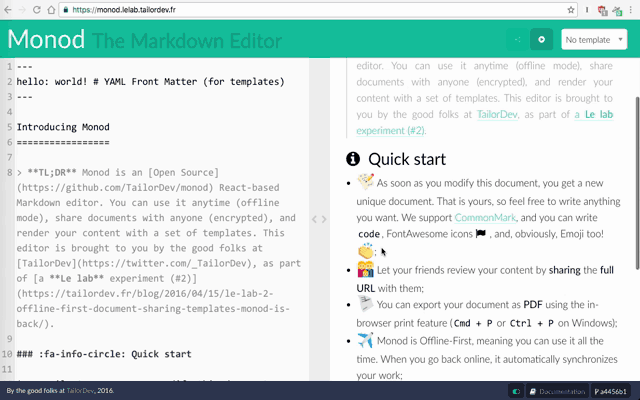 https://monod.lelab.tailordev.fr
Monod The Markdown Editor
No template
1 ---
2 hello: world! # YAML Front Matter (for templates)
3 ---
4
5 Introducing Monod
6 =================
7
8 > **TL;DR** Monod is an [Open Source]
(https://github.com/TailorDev/monod) React-based
Markdown editor. You can use it anytime (offline
mode), share documents with anyone (encrypted), and
render your content with a set of templates. This
editor is brought to you by the good folks at
[TailorDev](https://twitter.com/_TailorDev), as part
of [a **Le lab** experiment (#2)]
(https://tailordev.fr/blog/2016/04/15/le-lab-2-
offline-first-document-sharing-templates-monod-is-
back/).
9
10 ### :fa-info-circle: Quick start
11
editor. You can use it anytime (offline mode), share
documents with anyone (encrypted), and render your
content with a set of templates. This editor is brought to
you by the good folks at TailorDev, as part of a Le lab
experiment (#2).
Quick start
As soon as you modify this document, you get a new
unique document. That is yours, so feel free to write anything
you want. We support CommonMark, and you can write
code, FontAwesome icons , and, obviously, Emoji too!
;
Let your friends review your content by sharing the full
URL with them;
You can export your document as PDF using the in-
browser print feature (Cmd + P or Ctrl + P on Windows);
Monod is Offline-First, meaning you can use it all the
time. When you go back online, it automatically synchronizes
your work;
By the good folks at TailorDev, 2016.
Documentation
a4456b1